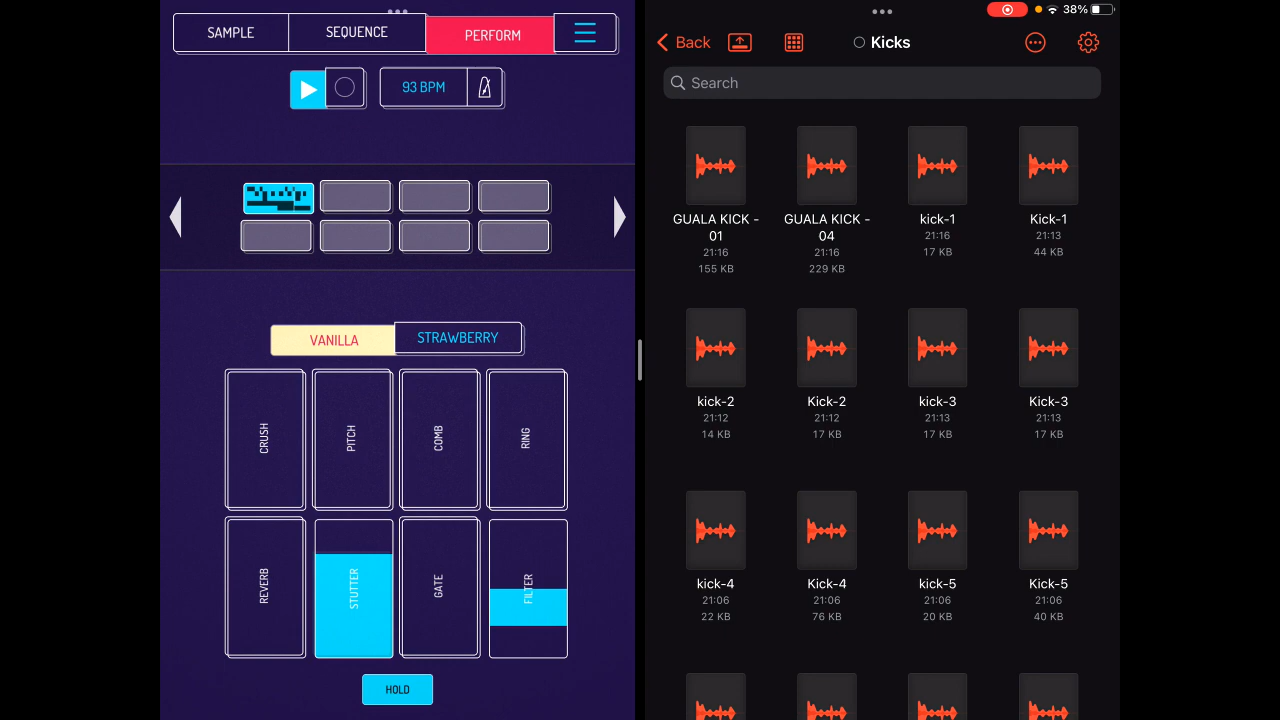 SAMPLE
SEQUENCE
PERFORM
93 BPM
VANILLA
STRAWBERRY
CRUSH
PITCH
COMB
RING
REVERB
STUTTER
GATE
FILTER
HOLD
38%
Back
Kicks
Search
GUALA KICK -
01
21:16
155 KB
GUALA KICK -
04
21:16
229 KB
kick-1
21:16
17 KB
Kick-1
21:13
44 KB
kick-2
21:12
14 KB
Kick-2
21:12
17 KB
kick-3
21:13
17 KB
Kick-3
21:13
17 KB
kick-4
21:06
22 KB
Kick-4
21:06
76 KB
kick-5
21:06
20 KB
Kick-5
21:06
40 KB